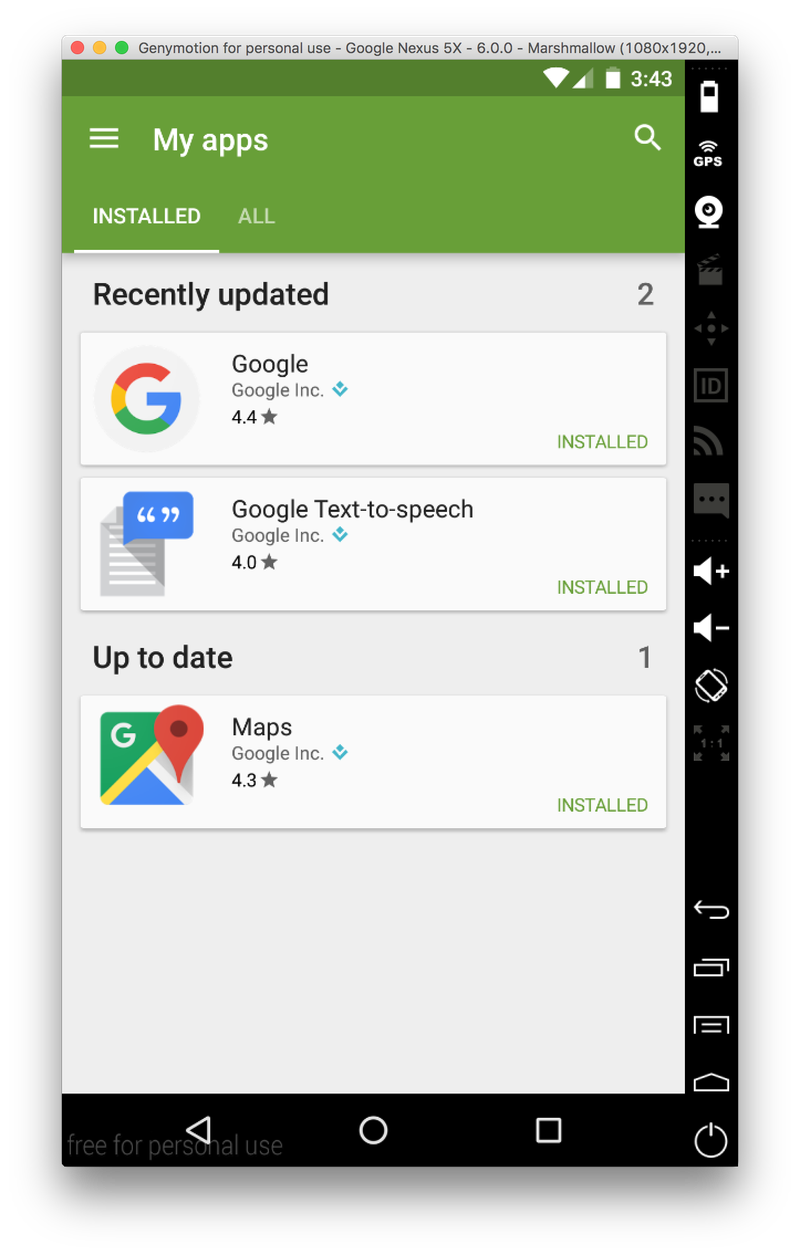 Genymotion for personal use - Google Nexus 5X - 6.0.0 - Marshmallow (1080x1920,...
3:43
My apps
GPS
INSTALLED ALL
Recently updated 2
Google
Google Inc.
4.4
INSTALLED
ID
Google Text-to-speech
Google Inc.
4.0
INSTALLED
Up to date 1
Maps
Google Inc.
4.3
INSTALLED
1:1
free for personal use